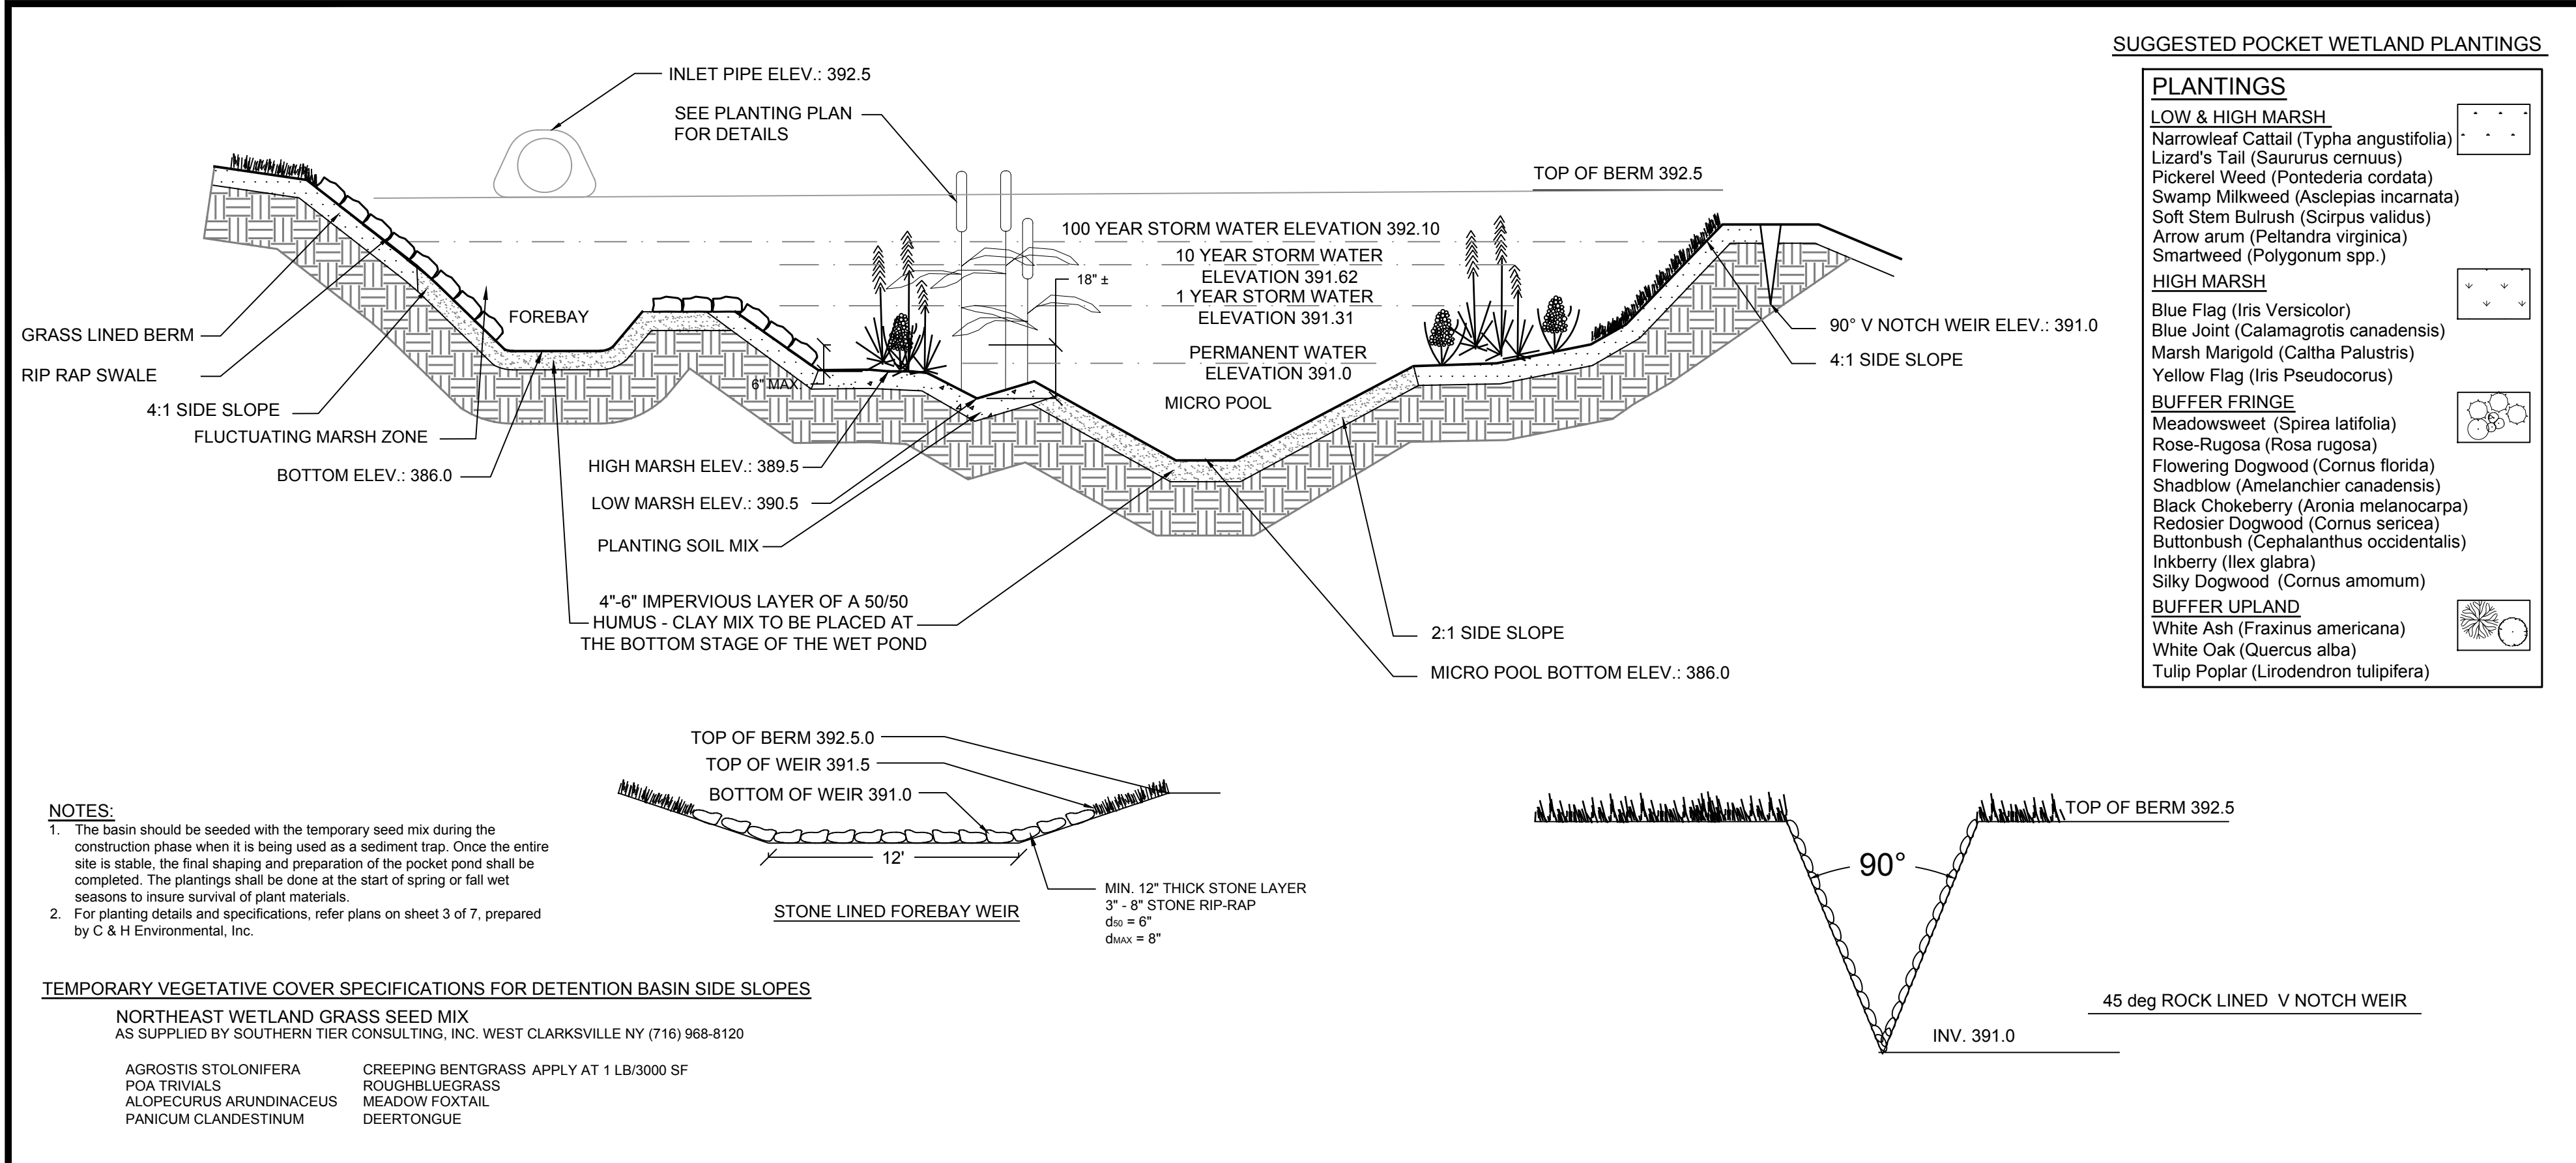 SUGGESTED POCKET WETLAND PLANTINGS
INLET PIPE ELEV.: 392.5
SEE PLANTING PLAN
FOR DETAILS
TOP OF BERM 392.5
100 YEAR STORM WATER ELEVATION 392.10
10 YEAR STORM WATER
ELEVATION 391.62
1 YEAR STORM WATER
ELEVATION 391.31
PERMANENT WATER
ELEVATION 391.0
MICRO POOL
18" ±
6" MAX.
FOREBAY
GRASS LINED BERM
RIP RAP SWALE
4:1 SIDE SLOPE
FLUCTUATING MARSH ZONE
BOTTOM ELEV.: 386.0
HIGH MARSH ELEV.: 389.5
LOW MARSH ELEV.: 390.5
PLANTING SOIL MIX
4"-6" IMPERVIOUS LAYER OF A 50/50
HUMUS - CLAY MIX TO BE PLACED AT
THE BOTTOM STAGE OF THE WET POND
90° V NOTCH WEIR ELEV.: 391.0
4:1 SIDE SLOPE
2:1 SIDE SLOPE
MICRO POOL BOTTOM ELEV.: 386.0
PLANTINGS
LOW & HIGH MARSH
Narrowleaf Cattail (Typha angustifolia)
Lizard's Tail (Saururus cernuus)
Pickerel Weed (Pontederia cordata)
Swamp Milkweed (Asclepias incarnata)
Soft Stem Bulrush (Scirpus validus)
Arrow arum (Peltandra virginica)
Smartweed (Polygonum spp.)
HIGH MARSH
Blue Flag (Iris Versicolor)
Blue Joint (Calamagrotis canadensis)
Marsh Marigold (Caltha Palustris)
Yellow Flag (Iris Pseudocorus)
BUFFER FRINGE
Meadowsweet (Spirea latifolia)
Rose-Rugosa (Rosa rugosa)
Flowering Dogwood (Cornus florida)
Shadblow (Amelanchier canadensis)
Black Chokeberry (Aronia melanocarpa)
Redosier Dogwood (Cornus sericea)
Buttonbush (Cephalanthus occidentalis)
Inkberry (Ilex glabra)
Silky Dogwood (Cornus amomum)
BUFFER UPLAND
White Ash (Fraxinus americana)
White Oak (Quercus alba)
Tulip Poplar (Lirodendron tulipifera)
TOP OF BERM 392.5.0
TOP OF WEIR 391.5
BOTTOM OF WEIR 391.0
12'
STONE LINED FOREBAY WEIR
MIN. 12" THICK STONE LAYER
3" - 8" STONE RIP-RAP
d50 = 6"
dMAX = 8"
TOP OF BERM 392.5
90°
INV. 391.0
45 deg ROCK LINED V NOTCH WEIR
NOTES:
1. The basin should be seeded with the temporary seed mix during the
construction phase when it is being used as a sediment trap. Once the entire
site is stable, the final shaping and preparation of the pocket pond shall be
completed. The plantings shall be done at the start of spring or fall wet
seasons to insure survival of plant materials.
2. For planting details and specifications, refer plans on sheet 3 of 7, prepared
by C & H Environmental, Inc.
TEMPORARY VEGETATIVE COVER SPECIFICATIONS FOR DETENTION BASIN SIDE SLOPES
NORTHEAST WETLAND GRASS SEED MIX
AS SUPPLIED BY SOUTHERN TIER CONSULTING, INC. WEST CLARKSVILLE NY (716) 968-8120
AGROSTIS STOLONIFERA CREEPING BENTGRASS APPLY AT 1 LB/3000 SF
POA TRIVIALS ROUGHBLUEGRASS
ALOPECURUS ARUNDINACEUS MEADOW FOXTAIL
PANICUM CLANDESTINUM DEERTONGUE